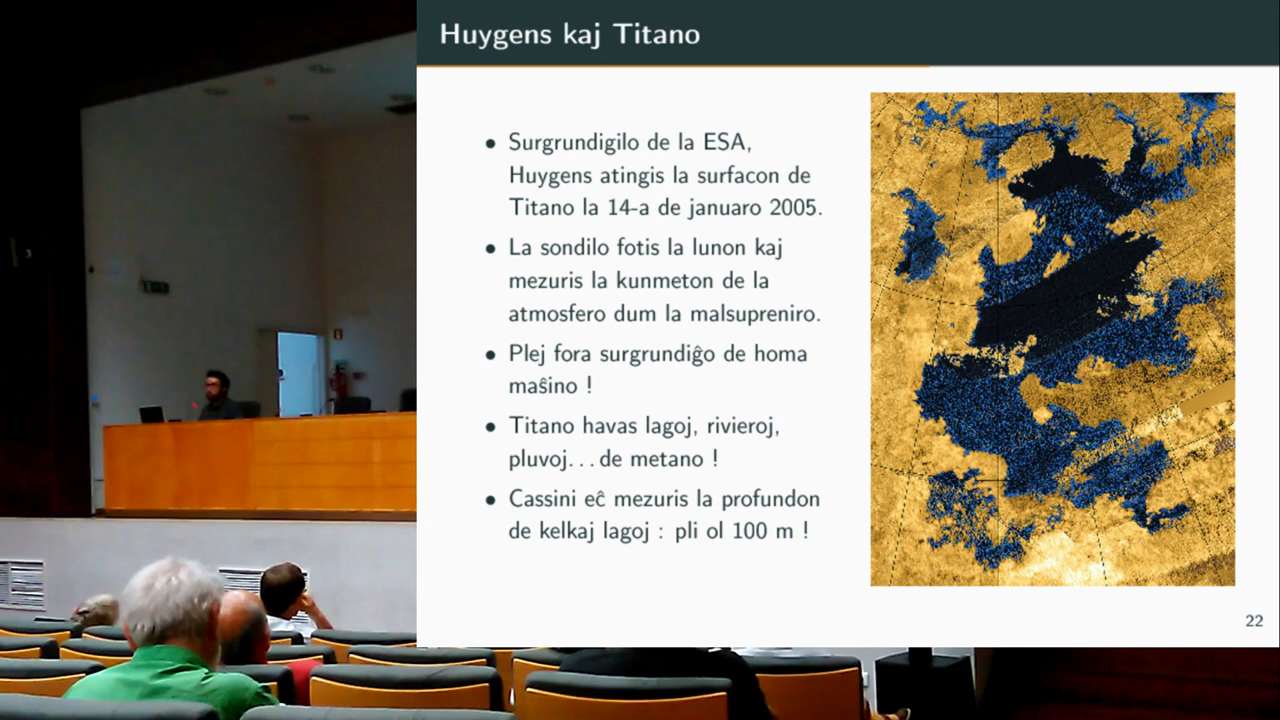 Huygens kaj Titano
• Surgrundigilo de la ESA,
Huygens atingis la surfacon de
Titano la 14-a de januaro 2005.
• La sondilo fotis la lunon kaj
mezuris la kunmeton de la
atmosfero dum la malsupreniro.
• Plej fora surgrundiĝo de homa
maŝino !
• Titano havas lagoj, rivieroj,
pluvoj. . . de metano !
• Cassini eĉ mezuris la profundon
de kelkaj lagoj : pli ol 100 m !
22